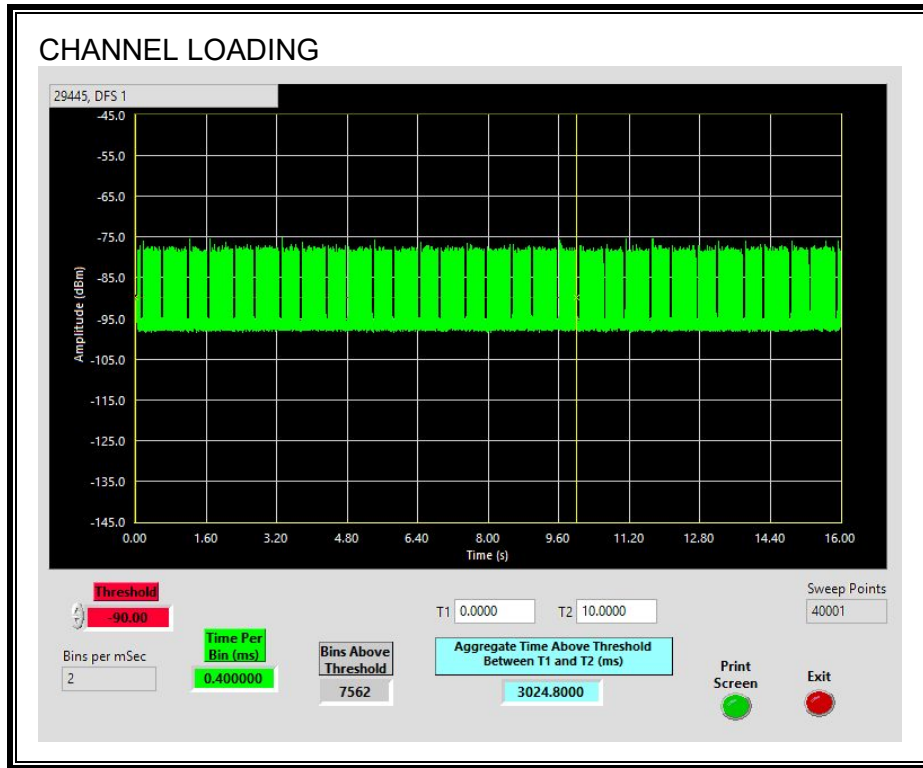 CHANNEL LOADING
29445, DFS 1
-45.0
-55.0
-65.0
-75.0
-85.0
-95.0
-105.0
-115.0
-125.0
-135.0
-145.0
Amplitude (dBm)
0.00 1.60 3.20 4.80 6.40 8.00 9.60 11.20 12.80 14.40 16.00
Time (s)
Threshold
-90.00
Bins per mSec
2
Time Per
Bin (ms)
0.400000
Bins Above
Threshold
7562
T1 0.0000 T2 10.0000
Aggregate Time Above Threshold
Between T1 and T2 (ms)
3024.8000
Sweep Points
40001
Print
Screen
Exit